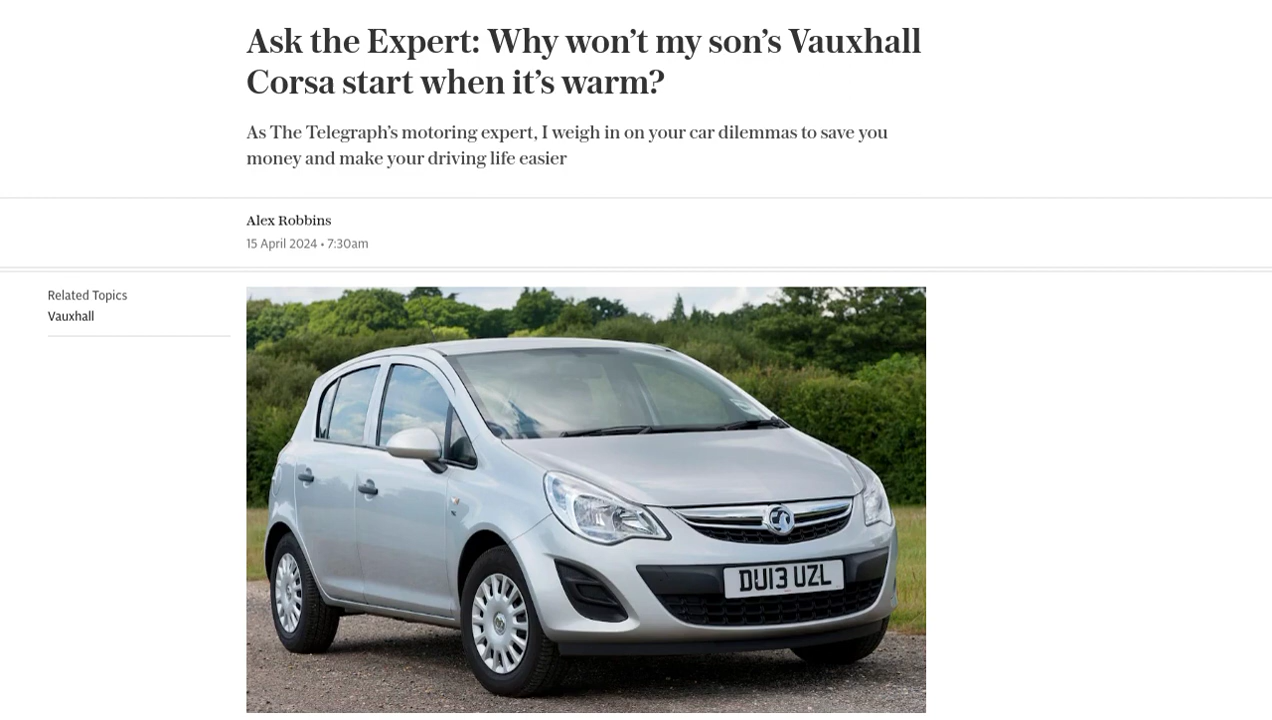 Ask the Expert: Why won’t my son’s Vauxhall
Corsa start when it’s warm?
As The Telegraph’s motoring expert, I weigh in on your car dilemmas to save you
money and make your driving life easier
Alex Robbins
15 April 2024 • 7:30am
Related Topics
Vauxhall
DU13 UZL